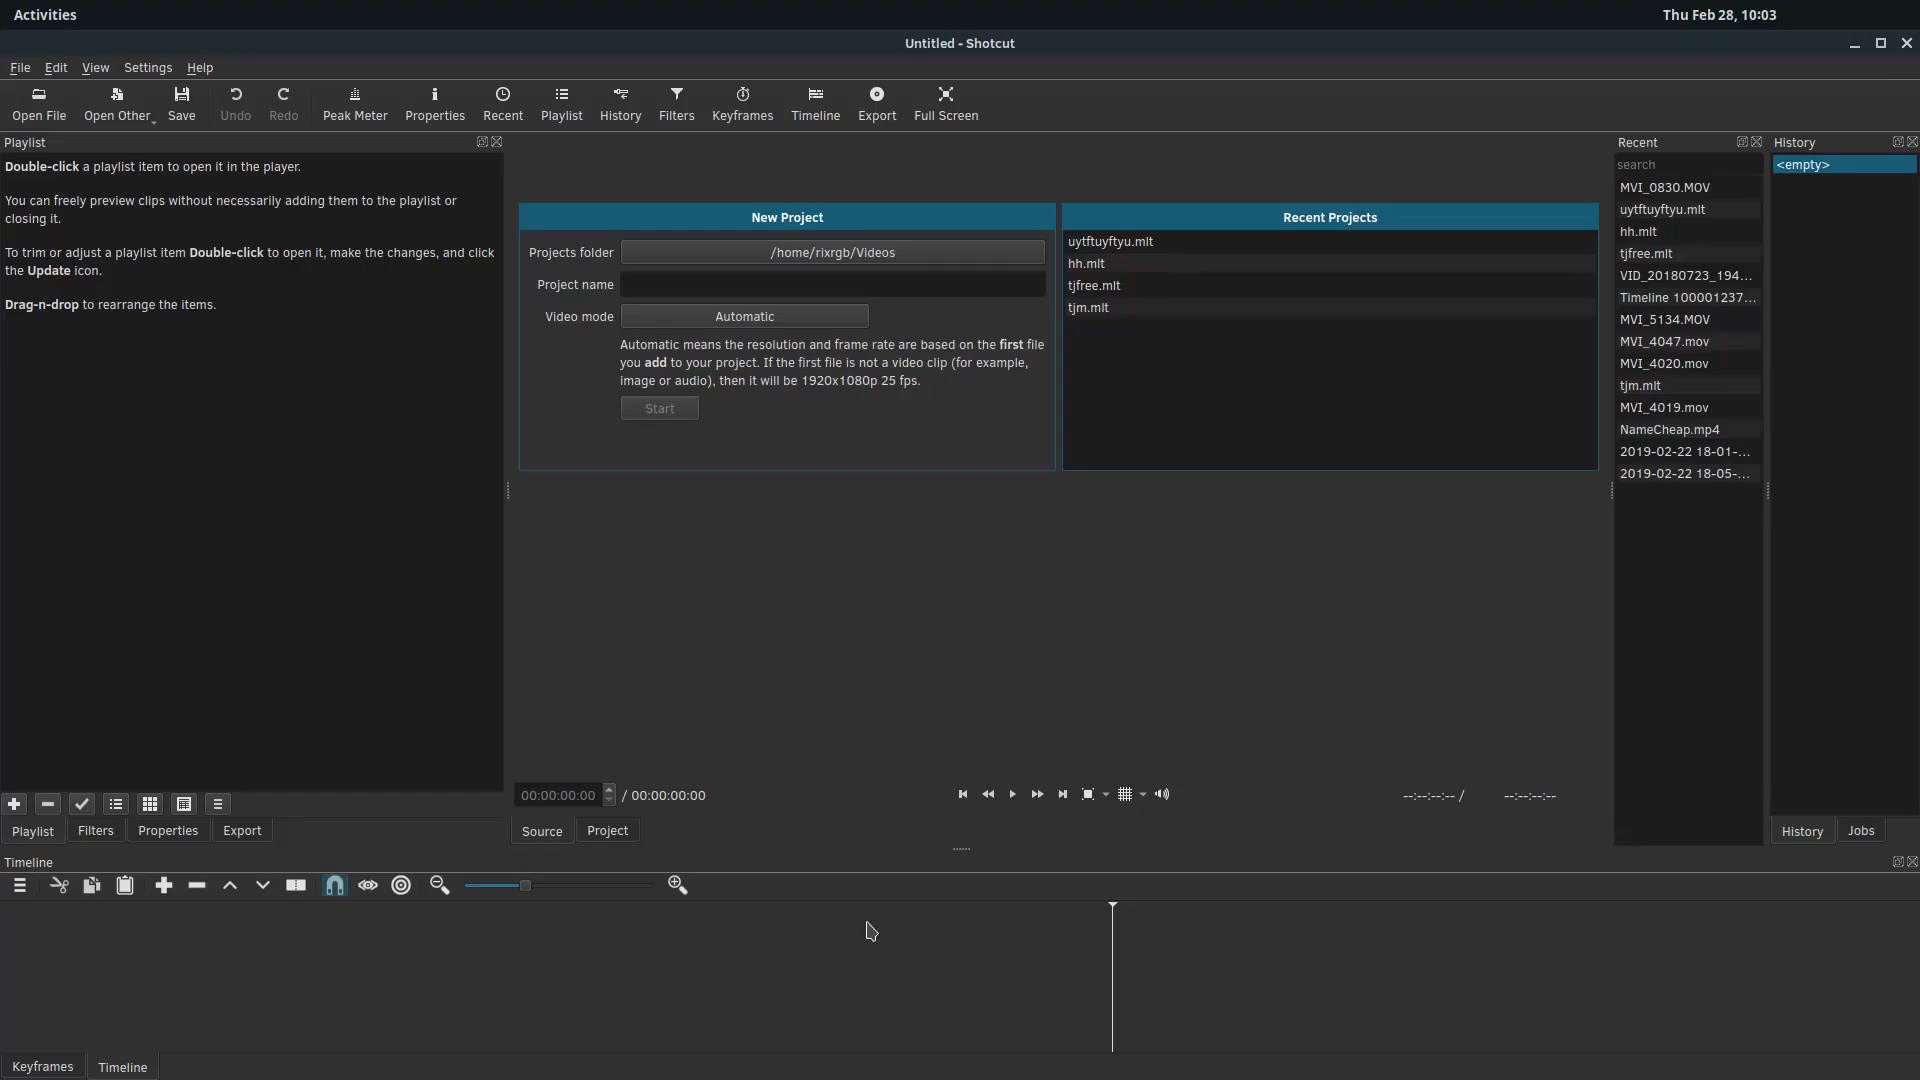 Activities
Thu Feb 28, 10:03
Untitled - Shotcut
File Edit View Settings Help
Open File Open Other Save Undo Redo Peak Meter Properties Recent Playlist History Filters Keyframes Timeline Export Full Screen
Playlist
Double-click a playlist item to open it in the player.
You can freely preview clips without necessarily adding them to the playlist or
closing it.
To trim or adjust a playlist item Double-click to open it, make the changes, and click
the Update icon.
Drag-n-drop to rearrange the items.
Playlist Filters Properties Export
New Project
Projects folder /home/rixrgb/Videos
Project name
Video mode Automatic
Automatic means the resolution and frame rate are based on the first file
you add to your project. If the first file is not a video clip (for example,
image or audio), then it will be 1920x1080p 25 fps.
Start
Recent Projects
uytftuyftyu.mlt
hh.mlt
tjfree.mlt
tjm.mlt
00:00:00:00 / 00:00:00:00
--:--:--:-- / --:--:--:--
Source Project
Recent
search
MVI_0830.MOV
uytftuyftyu.mlt
hh.mlt
tjfree.mlt
VID_20180723_194...
Timeline 100001237...
MVI_5134.MOV
MVI_4047.mov
MVI_4020.mov
tjm.mlt
MVI_4019.mov
NameCheap.mp4
2019-02-22 18-01-...
2019-02-22 18-05-...
History
<empty>
History Jobs
Timeline
Keyframes Timeline